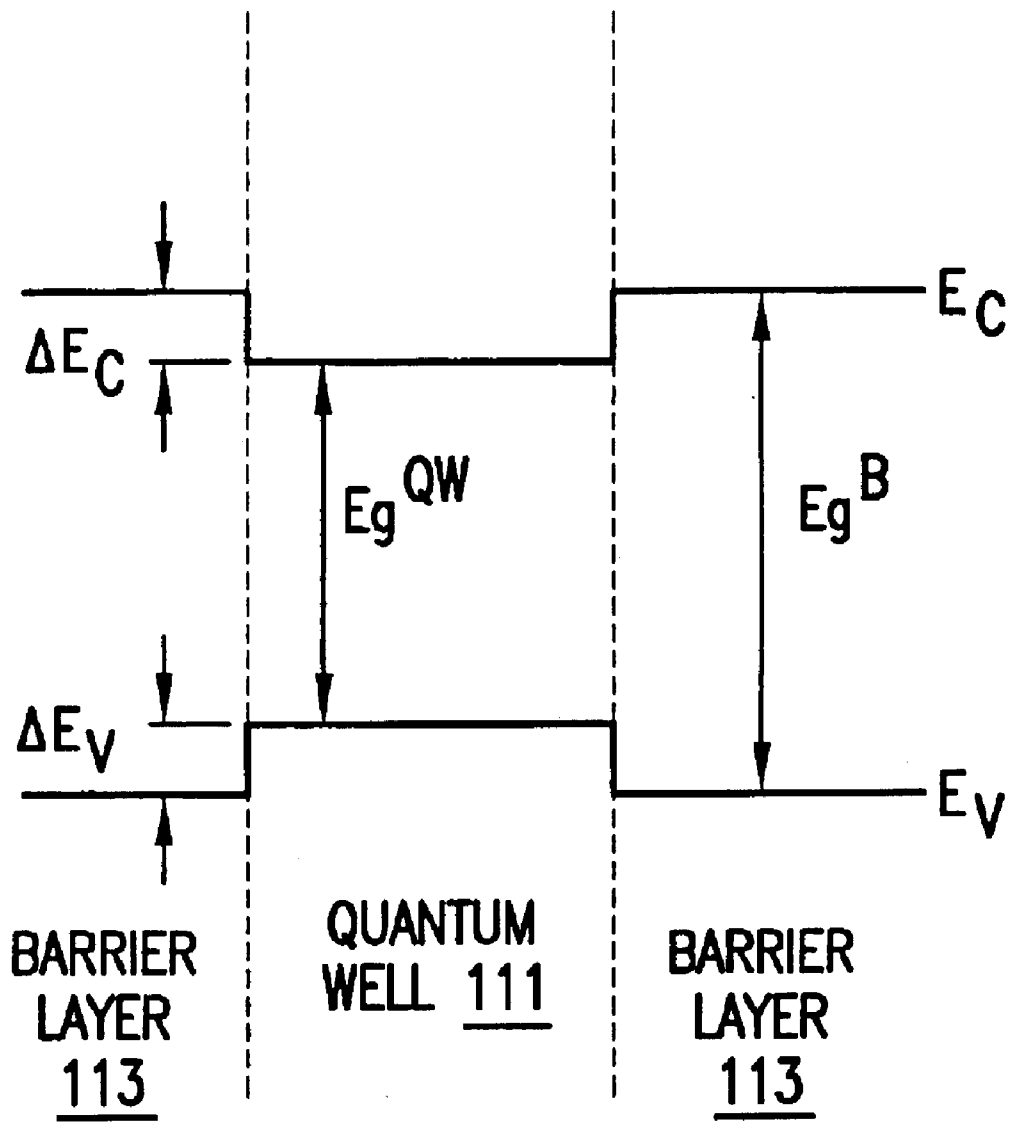 ΔE_C
E_C
Eg^QW
Eg^B
ΔE_V
E_V
BARRIER
LAYER
113
QUANTUM
WELL 111
BARRIER
LAYER
113